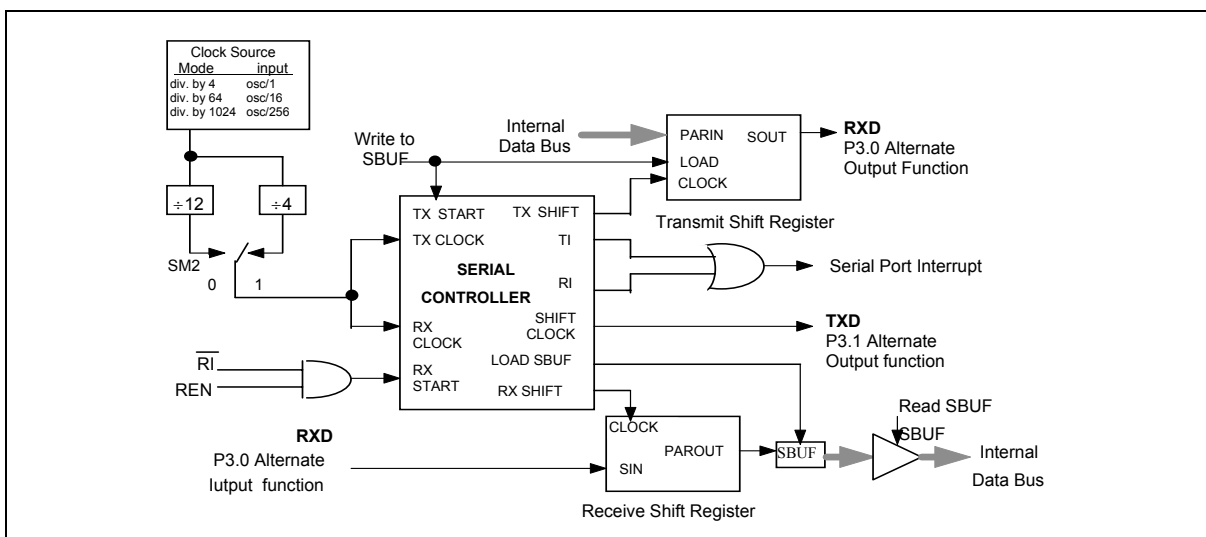 Clock Source
Mode input
div. by 4 osc/1
div. by 64 osc/16
div. by 1024 osc/256
÷12
÷4
SM2
0 1
Write to
SBUF
Internal
Data Bus
PARIN SOUT
LOAD
CLOCK
RXD
P3.0 Alternate
Output Function
Transmit Shift Register
TX START TX SHIFT
TX CLOCK TI
SERIAL
RI
CONTROLLER
SHIFT
CLOCK
RX
CLOCK
LOAD SBUF
RX
START
RX SHIFT
Serial Port Interrupt
TXD
P3.1 Alternate
Output function
RI
REN
RXD
P3.0 Alternate
Iutput function
CLOCK
PAROUT
SIN
Receive Shift Register
SBUF
Read SBUF
SBUF
Internal
Data Bus